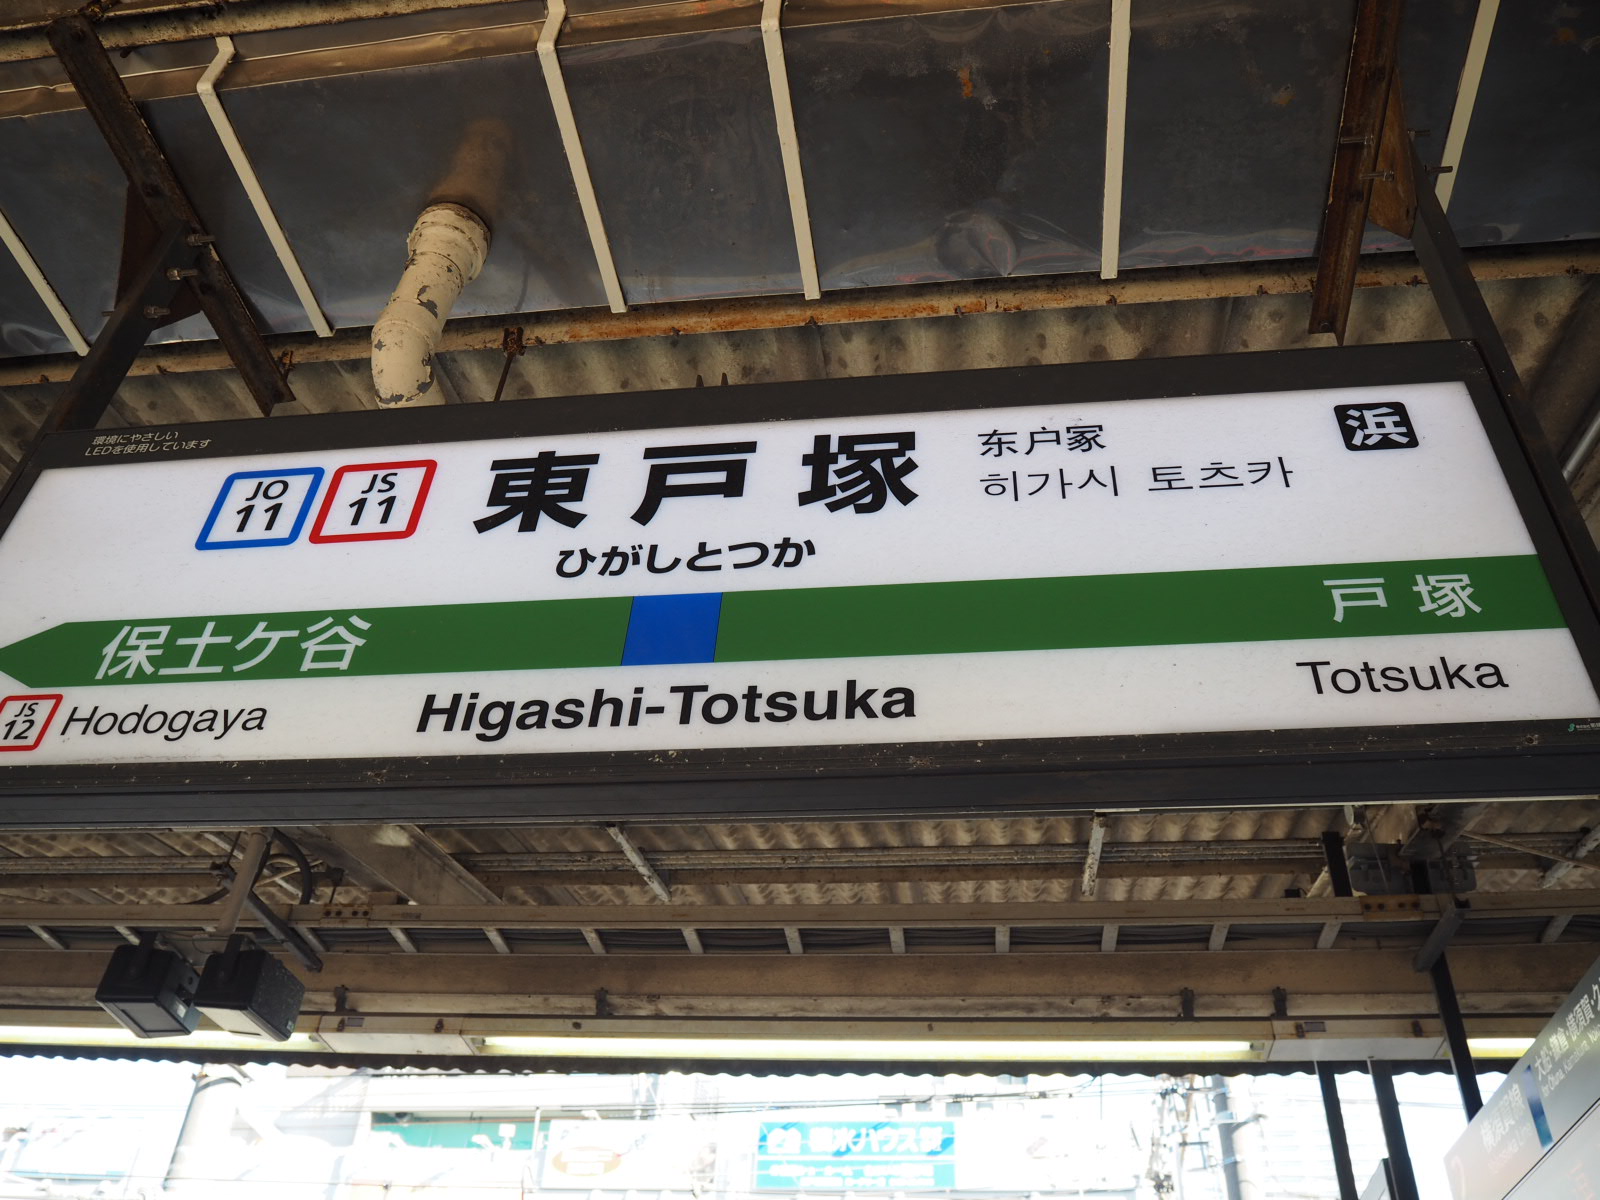 環境にやさしい
LEDを使用しています
JO
11
JS
11
東戸塚
ひがしとつか
东户冢
히가시 토츠카
浜
保土ケ谷
戸塚
JS
12
Hodogaya
Higashi-Totsuka
Totsuka